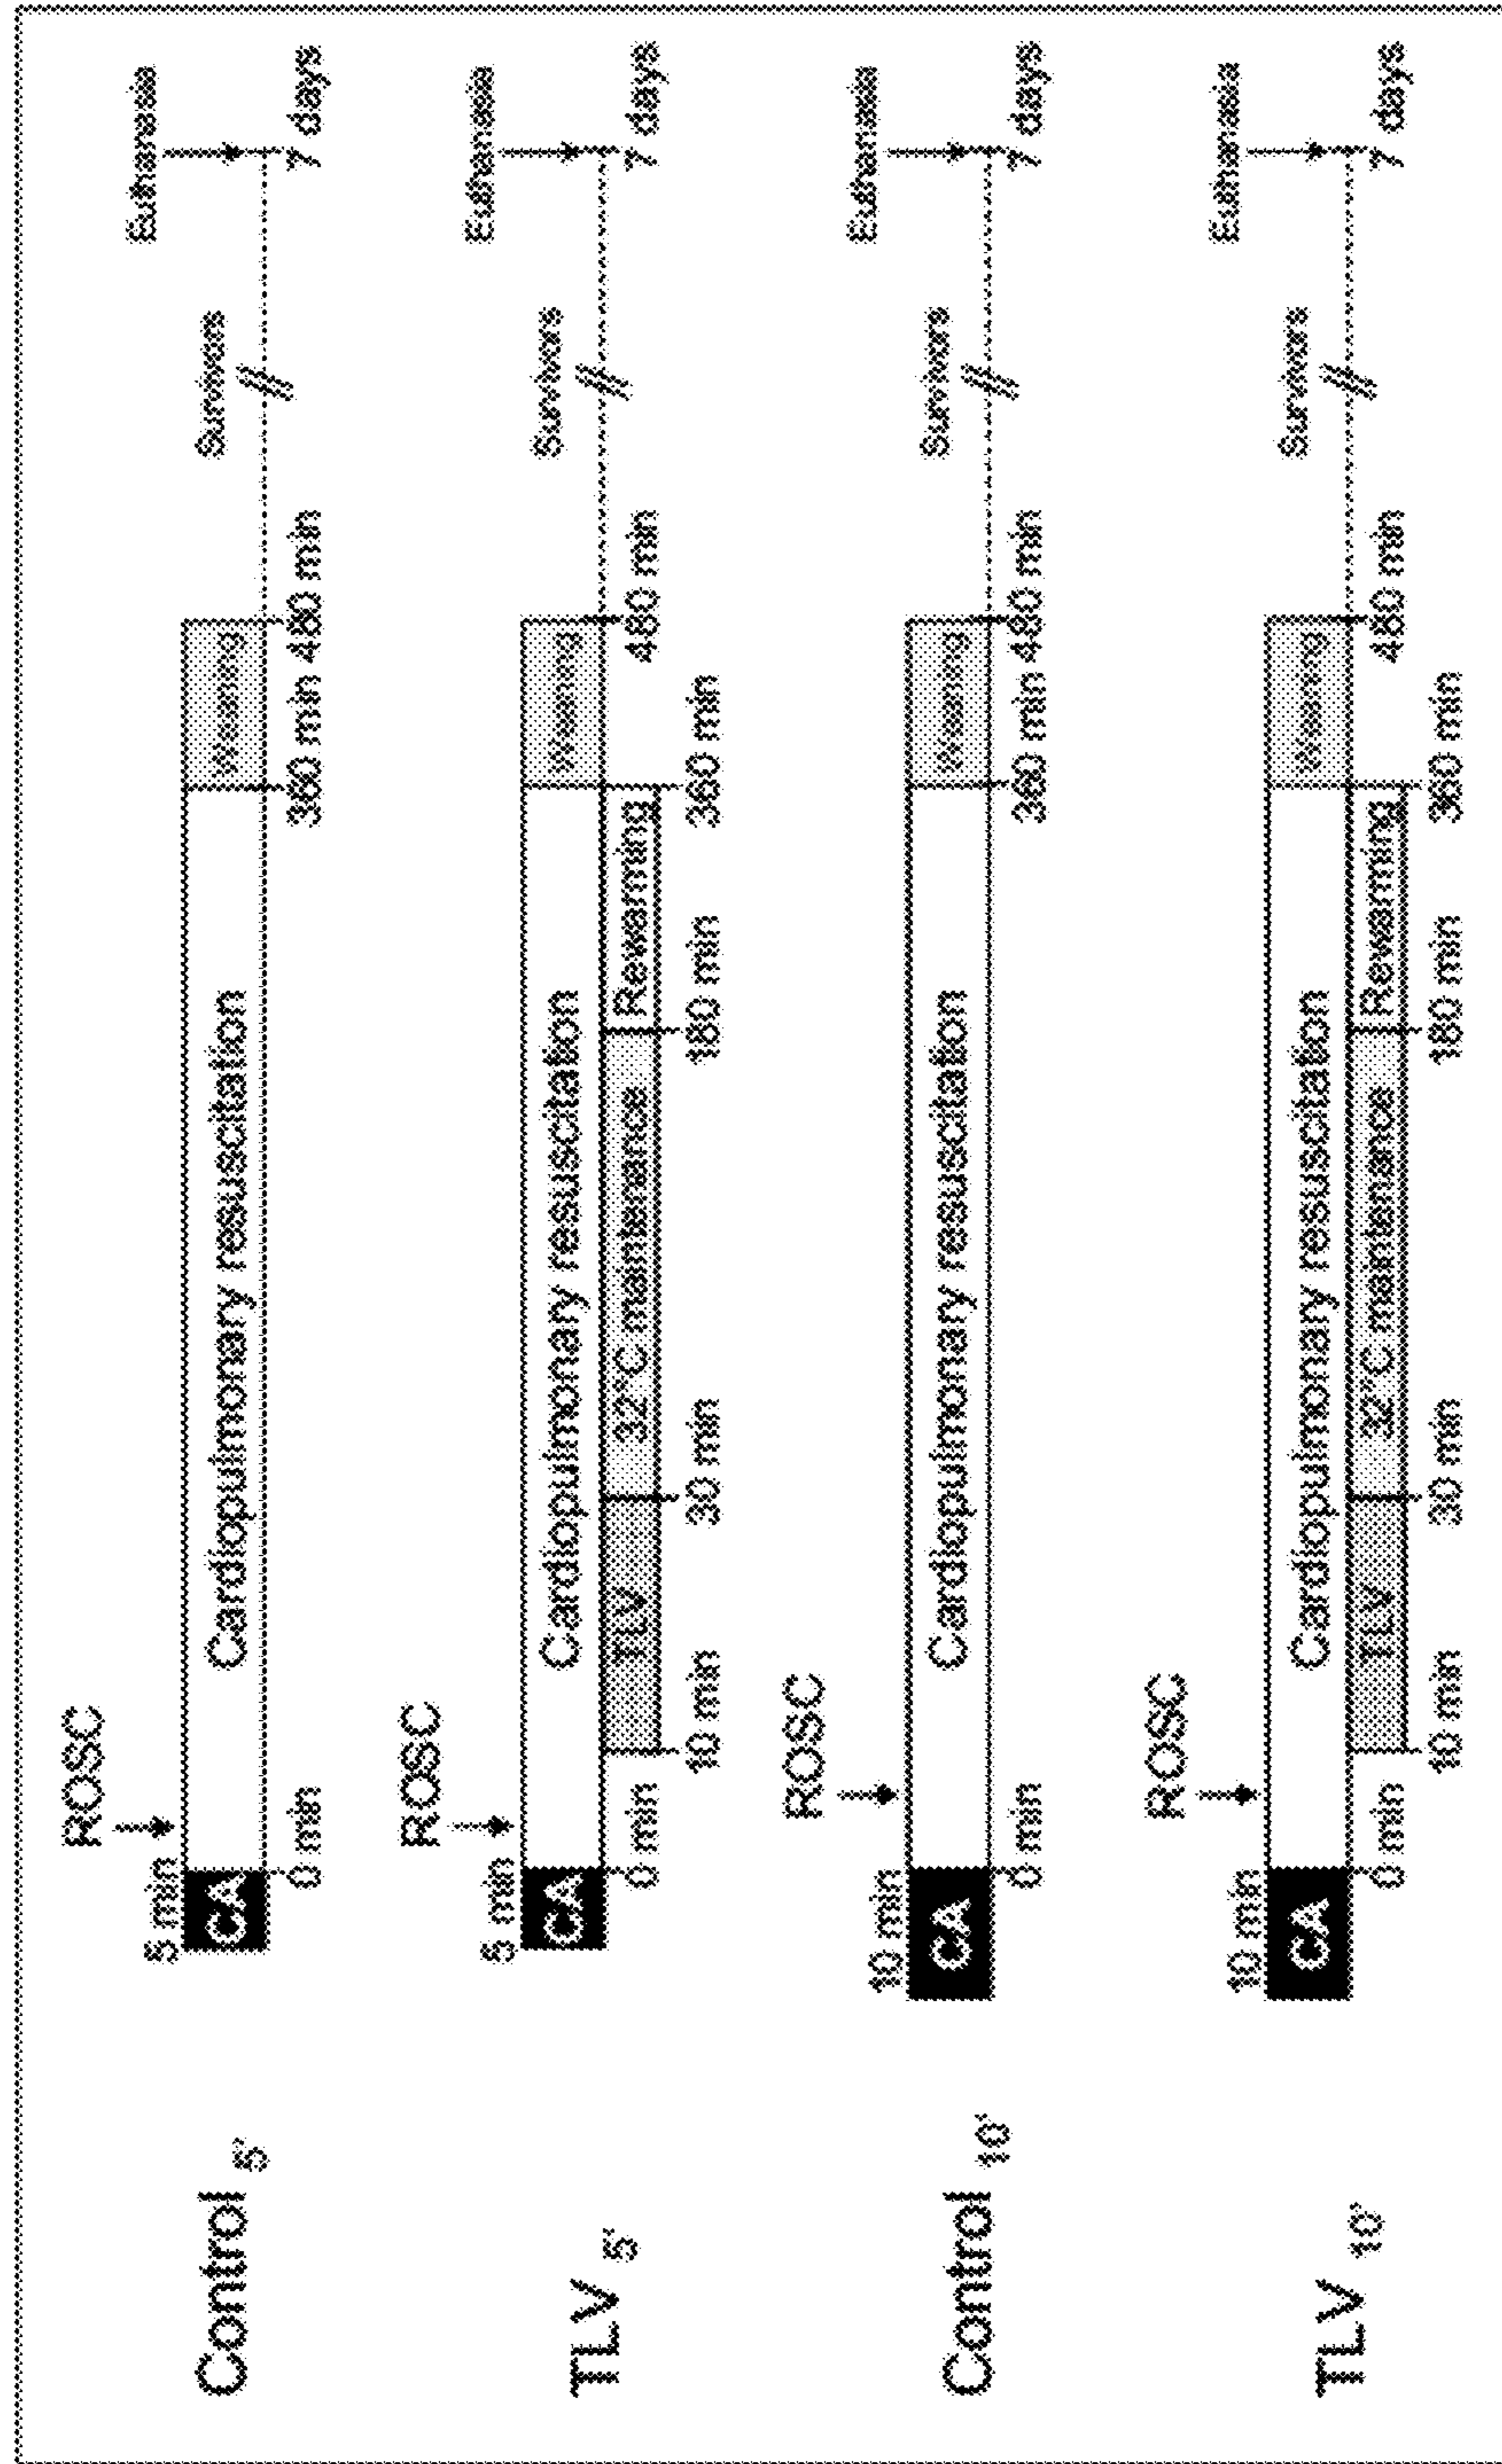 ROSC
5 min
Euthanasia
Survivors
Control 5'
CA
Cardiopulmonary resuscitation
Weaning
0 min
360 min
480 min
7 days
ROSC
5 min
Euthanasia
Survivors
TLV 5'
CA
Cardiopulmonary resuscitation
Weaning
TLV
32°C maintenance
Rewarming
0 min
480 min
7 days
10 min
30 min
180 min
360 min
ROSC
10 min
Euthanasia
Survivors
Control 10'
CA
Cardiopulmonary resuscitation
Weaning
0 min
360 min
480 min
7 days
ROSC
10 min
Euthanasia
Survivors
TLV 10'
CA
Cardiopulmonary resuscitation
Weaning
TLV
32°C maintenance
Rewarming
0 min
480 min
7 days
10 min
30 min
180 min
360 min